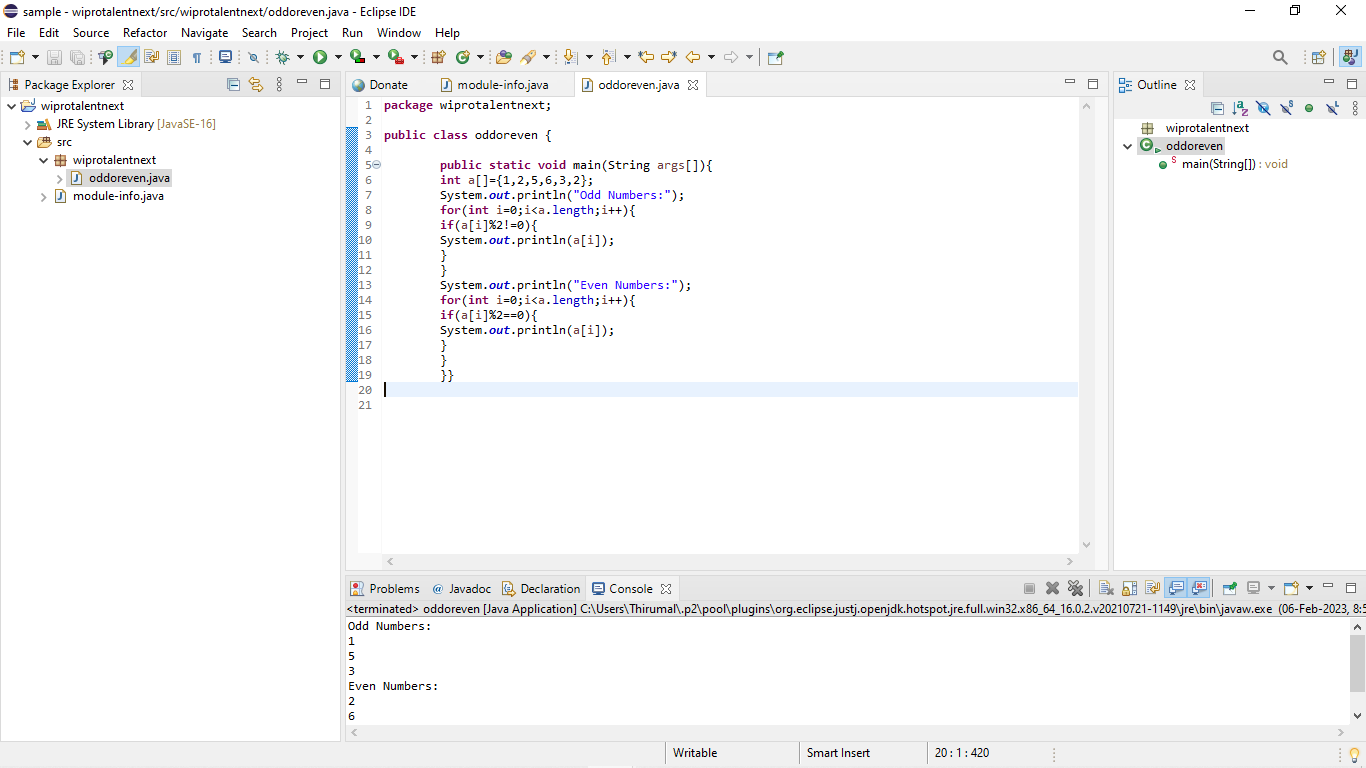 sample - wiprotalentnext/src/wiprotalentnext/oddoreven.java - Eclipse IDE
File Edit Source Refactor Navigate Search Project Run Window Help
Package Explorer
wiprotalentnext
JRE System Library [JavaSE-16]
src
wiprotalentnext
oddoreven.java
module-info.java
Donate module-info.java oddoreven.java
1 package wiprotalentnext;
2
3 public class oddoreven {
4
5 public static void main(String args[]){
6 int a[]={1,2,5,6,3,2};
7 System.out.println("Odd Numbers:");
8 for(int i=0;i<a.length;i++){
9 if(a[i]%2!=0){
10 System.out.println(a[i]);
11 }
12 }
13 System.out.println("Even Numbers:");
14 for(int i=0;i<a.length;i++){
15 if(a[i]%2==0){
16 System.out.println(a[i]);
17 }
18 }
19 }}
20
21
Outline
wiprotalentnext
oddoreven
main(String[]) : void
Problems Javadoc Declaration Console
<terminated> oddoreven [Java Application] C:\Users\Thirumal\.p2\pool\plugins\org.eclipse.justj.openjdk.hotspot.jre.full.win32.x86_64_16.0.2.v20210721-1149\jre\bin\javaw.exe (06-Feb-2023, 8:5
Odd Numbers:
1
5
3
Even Numbers:
2
6
Writable Smart Insert 20 : 1 : 420